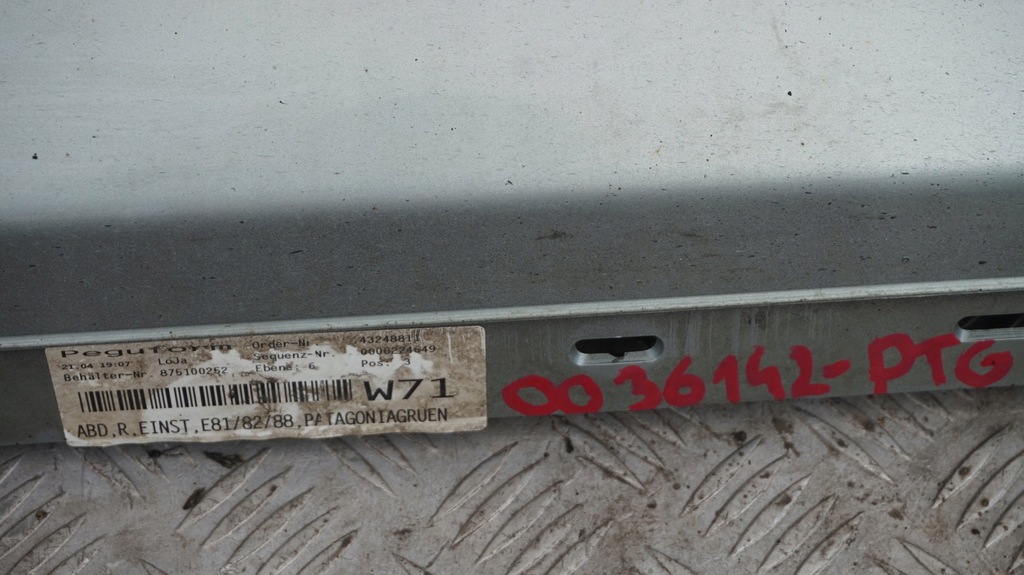 Peguform Order-Nr 43248811
21.04 19:07 LoJa Sequenz-Nr. 0000224649
Behälter-Nr. 875100252 Ebene: 6 Pos.: 3
W71
ABD.R.EINST.E81/82/88.PATAGONIAGRUEN
0036142-PTG